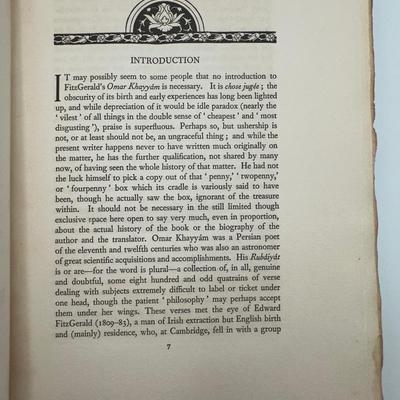 INTRODUCTION
IT may possibly seem to some people that no introduction to
FitzGerald's Omar Khayyám is necessary. It is chose jugée ; the
obscurity of its birth and early experiences has long been lighted
up, and while depreciation of it would be idle paradox (nearly the
' vilest ' of all things in the double sense of ' cheapest ' and ' most
disgusting '), praise is superfluous. Perhaps so, but ushership is
not, or at least should not be, an ungraceful thing ; and while the
present writer happens never to have written much originally on
the matter, he has the further qualification, not shared by many
now, of having seen the whole history of that matter. He had not
the luck himself to pick a copy out of that ' penny,' ' twopenny,'
or ' fourpenny ' box which its cradle is variously said to have
been, though he actually saw the box, ignorant of the treasure
within. It should not be necessary in the still limited though
exclusive space here open to say very much, even in proportion,
about the actual history of the book or the biography of the
author and the translator. Omar Khayyám was a Persian poet
of the eleventh and twelfth centuries who was also an astronomer
of great scientific acquisitions and accomplishments. His Rubáiyát
is or are—for the word is plural—a collection of, in all, genuine
and doubtful, some eight hundred and odd quatrains of verse
dealing with subjects extremely difficult to label or ticket under
one head, though the patient ' philosophy ' may perhaps accept
them under her wings. These verses met the eye of Edward
FitzGerald (1809–83), a man of Irish extraction but English birth
and (mainly) residence, who, at Cambridge, fell in with a group
7